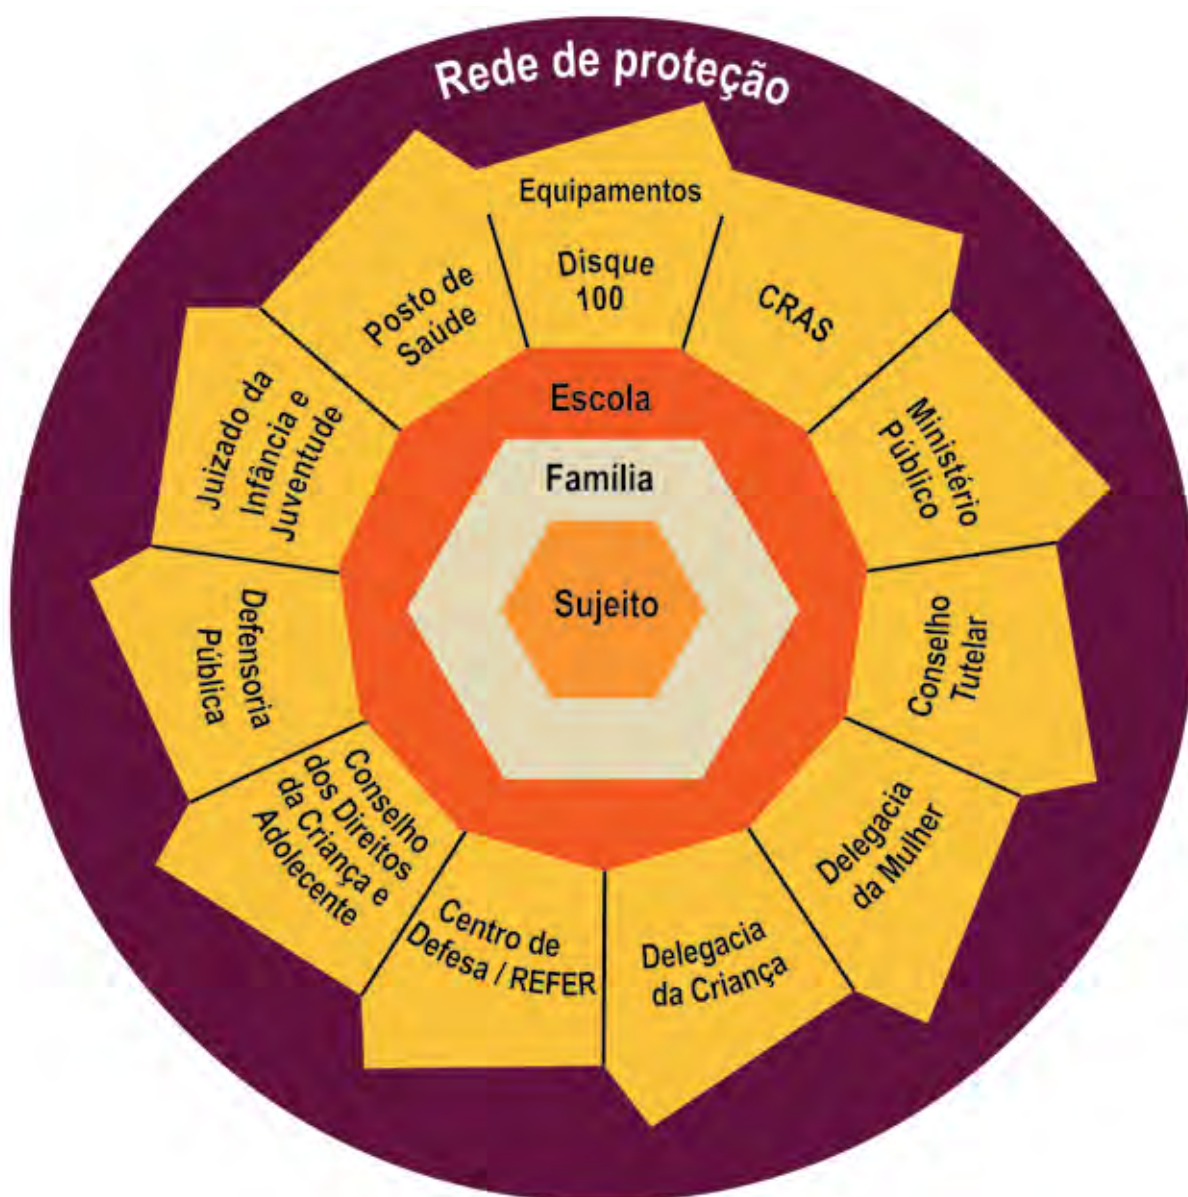 Rede de proteção
Equipamentos
Disque
100
CRAS
Ministério
Público
Conselho
Tutelar
Delegacia
da Mulher
Delegacia
da Criança
Centro de
Defesa / REFER
Conselho
dos Direitos
da Criança e
Adolecente
Defensoria
Pública
Juizado da
Infância e
Juventude
Posto de
Saúde
Escola
Família
Sujeito